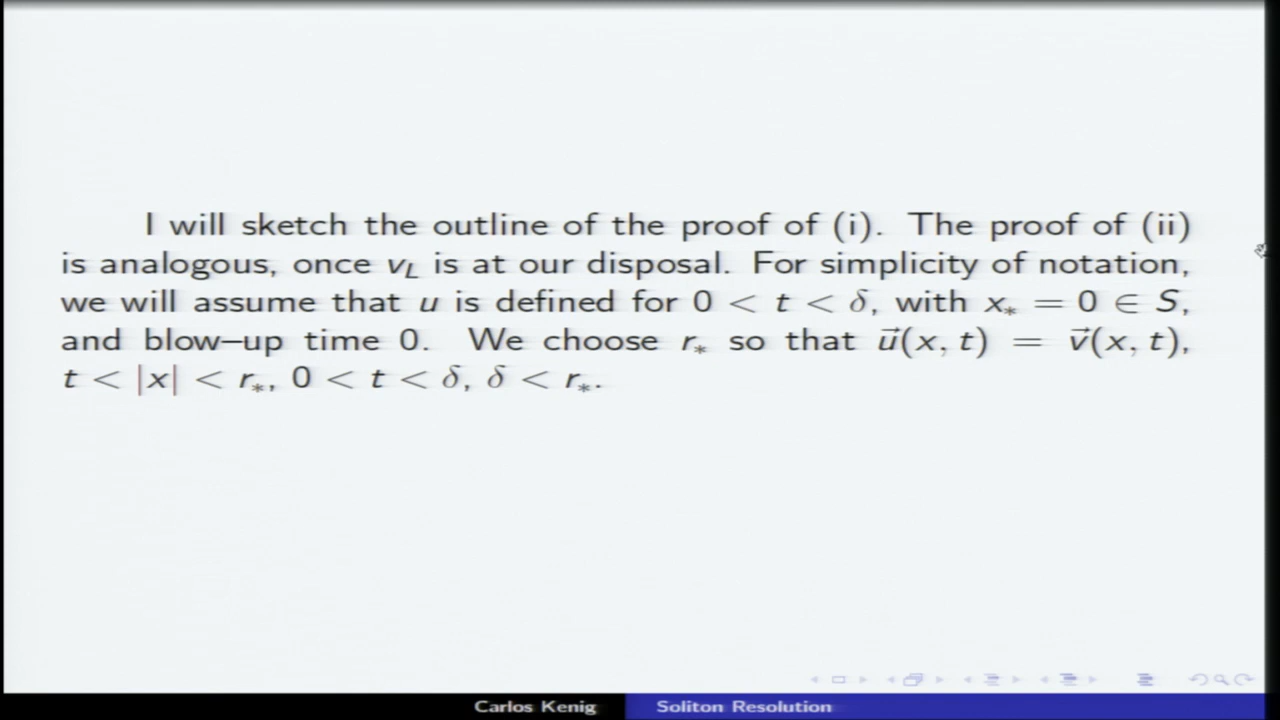 I will sketch the outline of the proof of (i). The proof of (ii)
is analogous, once v_L is at our disposal. For simplicity of notation,
we will assume that u is defined for 0 < t < δ, with x_* = 0 ∈ S,
and blow–up time 0. We choose r_* so that u⃗(x, t) = v⃗(x, t),
t < |x| < r_*, 0 < t < δ, δ < r_*.
Carlos Kenig Soliton Resolution